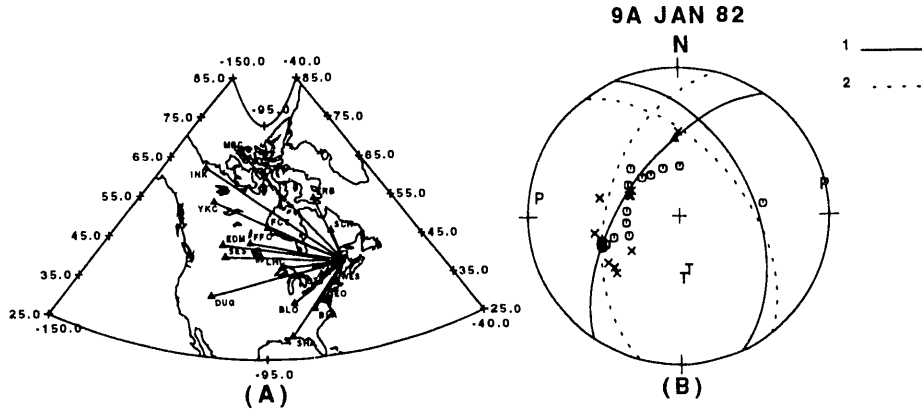 9A JAN 82
-150.0 -40.0
85.0 85.0
-95.0
75.0 75.0
65.0 65.0
55.0 55.0
45.0 45.0
35.0 35.0
25.0 25.0
-150.0 -40.0
-95.0
INK
YKC
FCC
SCH
EDM FFC
SES
DUG
BLO
SHA
(A)
N
P P
T T
(B)
1
2